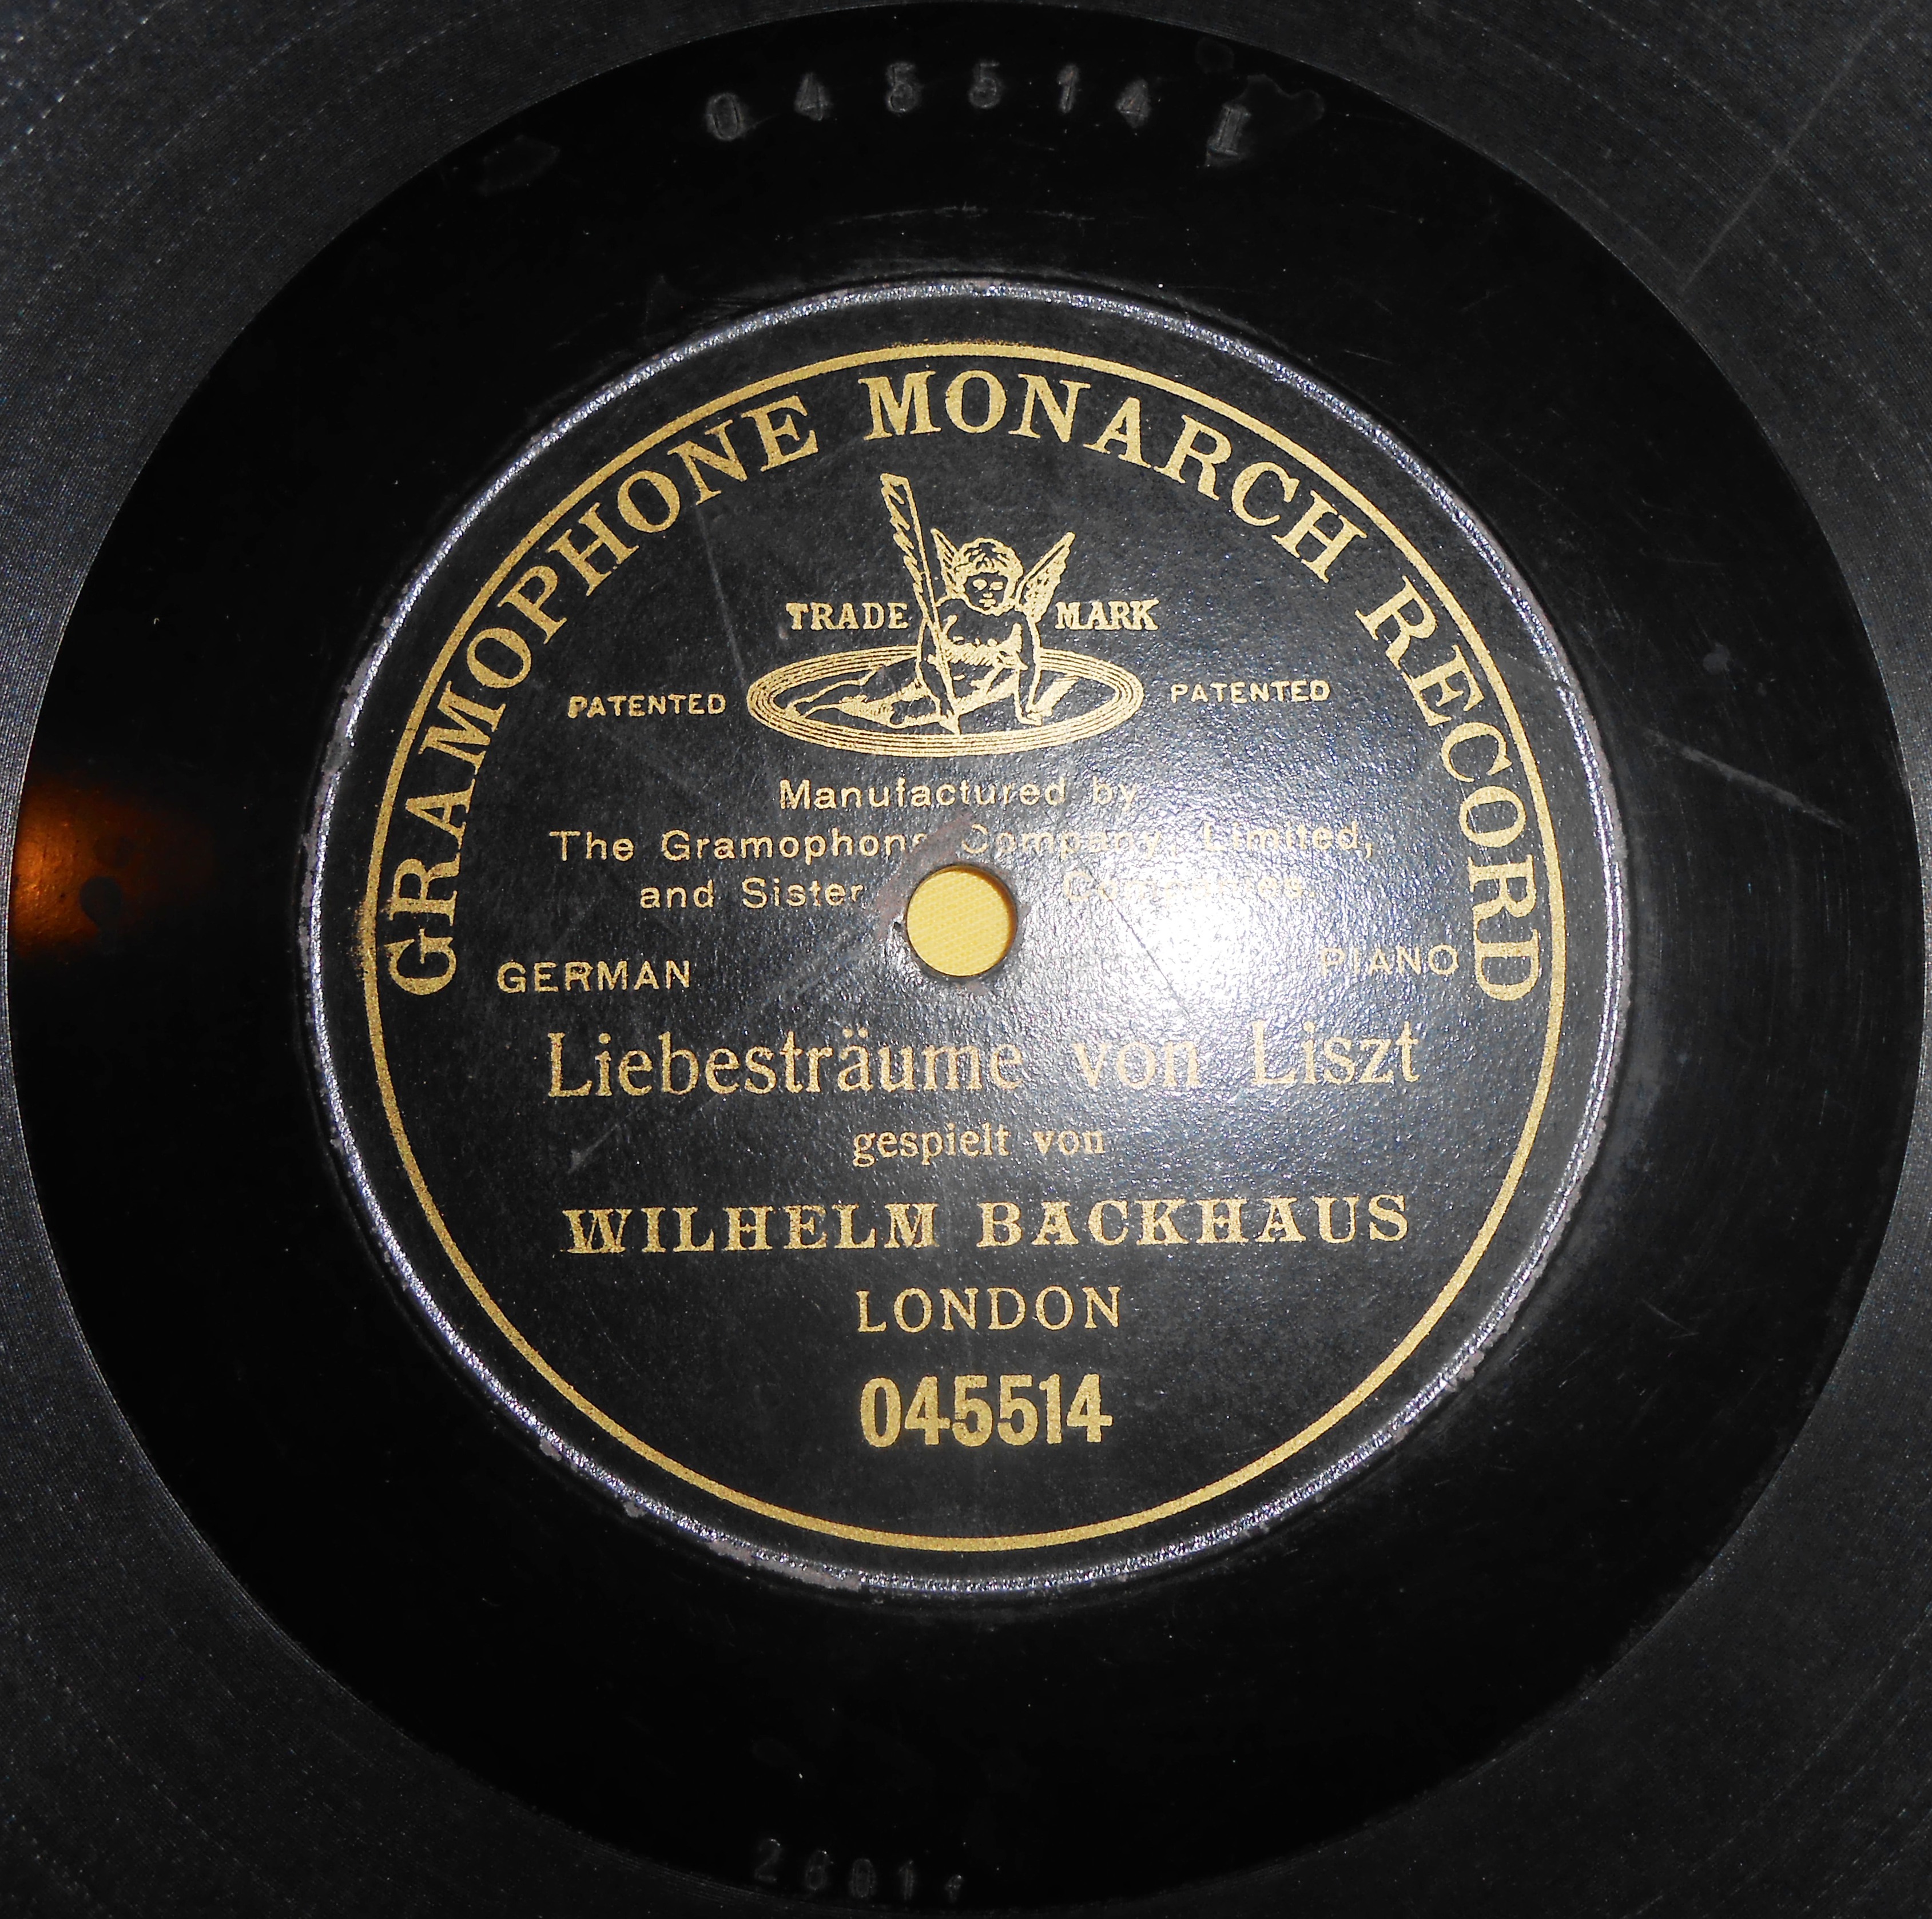 045514 I
GRAMOPHONE MONARCH RECORD
TRADE MARK
PATENTED PATENTED
Manufactured by
The Gramophone Company, Limited,
and Sister Companies.
GERMAN PIANO
Liebesträume von Liszt
gespielt von
WILHELM BACKHAUS
LONDON
045514